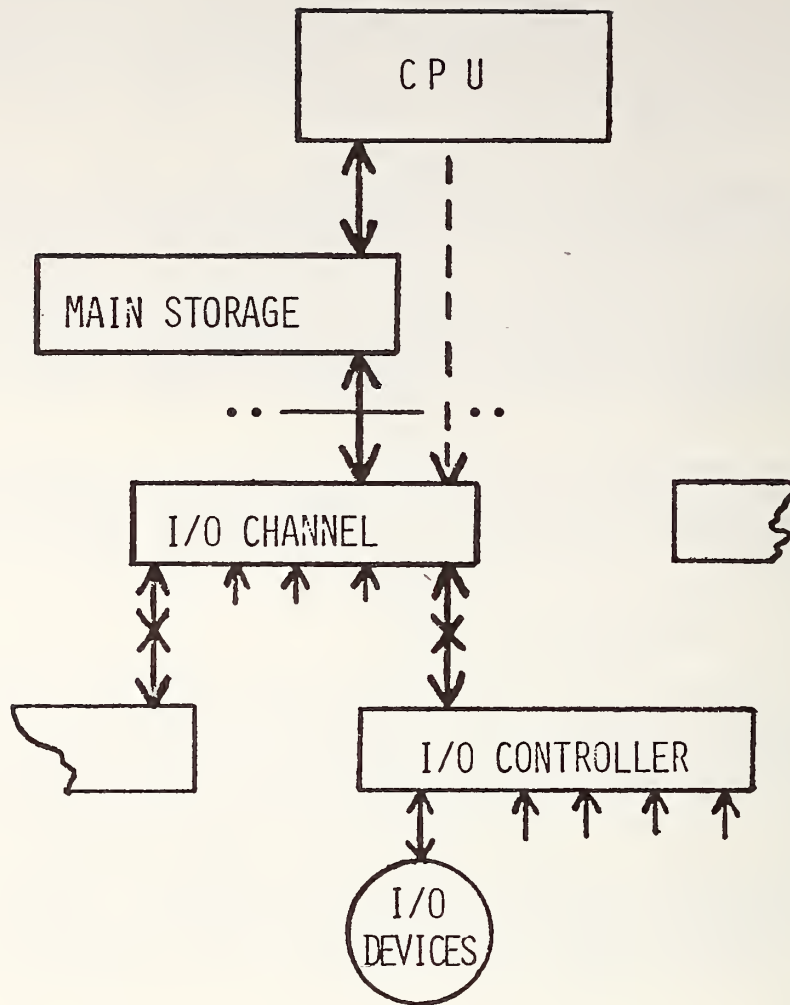 CPU
MAIN STORAGE
I/O CHANNEL
I/O CONTROLLER
I/O
DEVICES